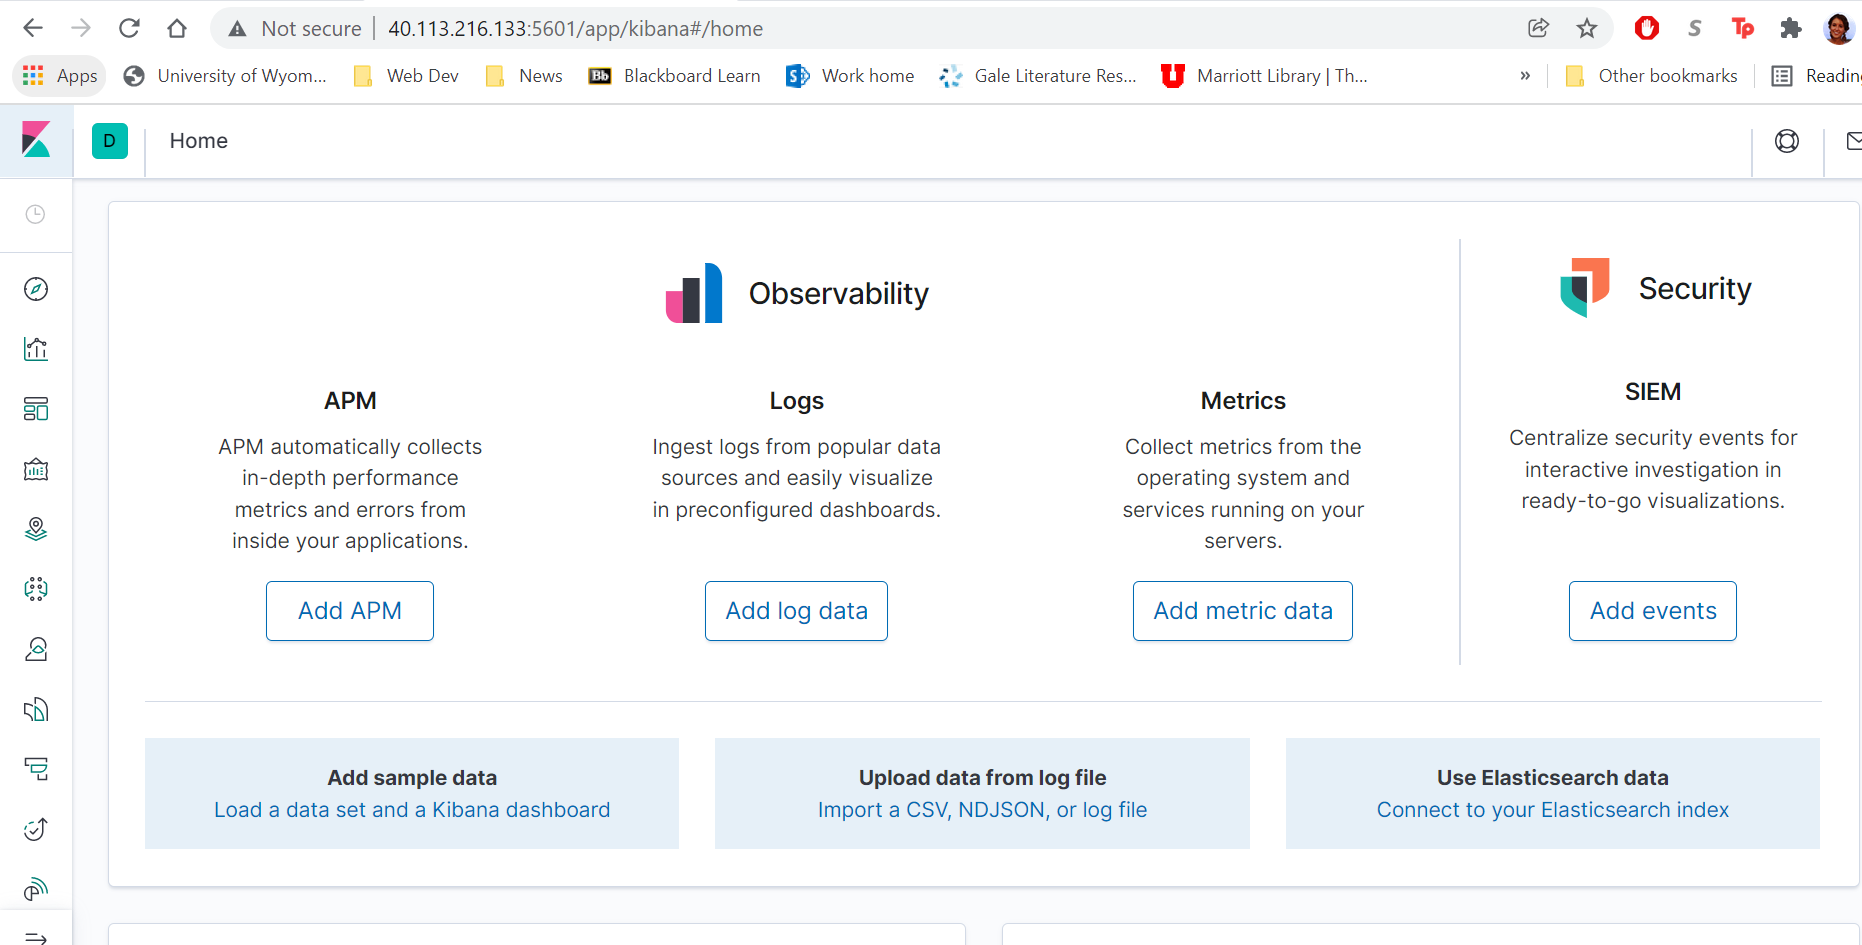 Not secure 40.113.216.133:5601/app/kibana#/home
S Tp
Apps University of Wyom... Web Dev News Bb Blackboard Learn S Work home Gale Literature Res... U Marriott Library | Th... » Other bookmarks Reading
D Home
Observability
Security
APM
APM automatically collects
in-depth performance
metrics and errors from
inside your applications.
Add APM
Logs
Ingest logs from popular data
sources and easily visualize
in preconfigured dashboards.
Add log data
Metrics
Collect metrics from the
operating system and
services running on your
servers.
Add metric data
SIEM
Centralize security events for
interactive investigation in
ready-to-go visualizations.
Add events
Add sample data
Load a data set and a Kibana dashboard
Upload data from log file
Import a CSV, NDJSON, or log file
Use Elasticsearch data
Connect to your Elasticsearch index